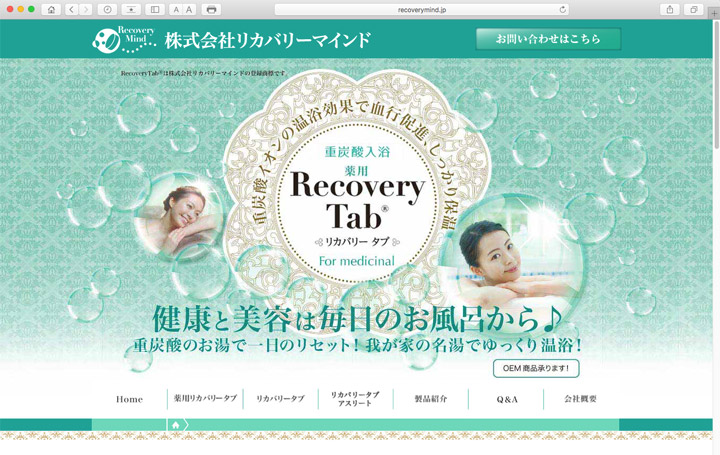 recoverymind.jp
A A
Recovery
Mind
株式会社リカバリーマインド
お問い合わせはこちら
RecoveryTab®は株式会社リカバリーマインドの登録商標です。
重炭酸イオンの温浴効果で血行促進、しっかり保温
重炭酸入浴
薬用
Recovery
Tab®
リカバリー タブ
For medicinal
健康と美容は毎日のお風呂から♪
重炭酸のお湯で一日のリセット！我が家の名湯でゆっくり温浴！
OEM 商品承ります！
Home
薬用リカバリータブ
リカバリータブ
リカバリータブ
アスリート
製品紹介
Q&A
会社概要